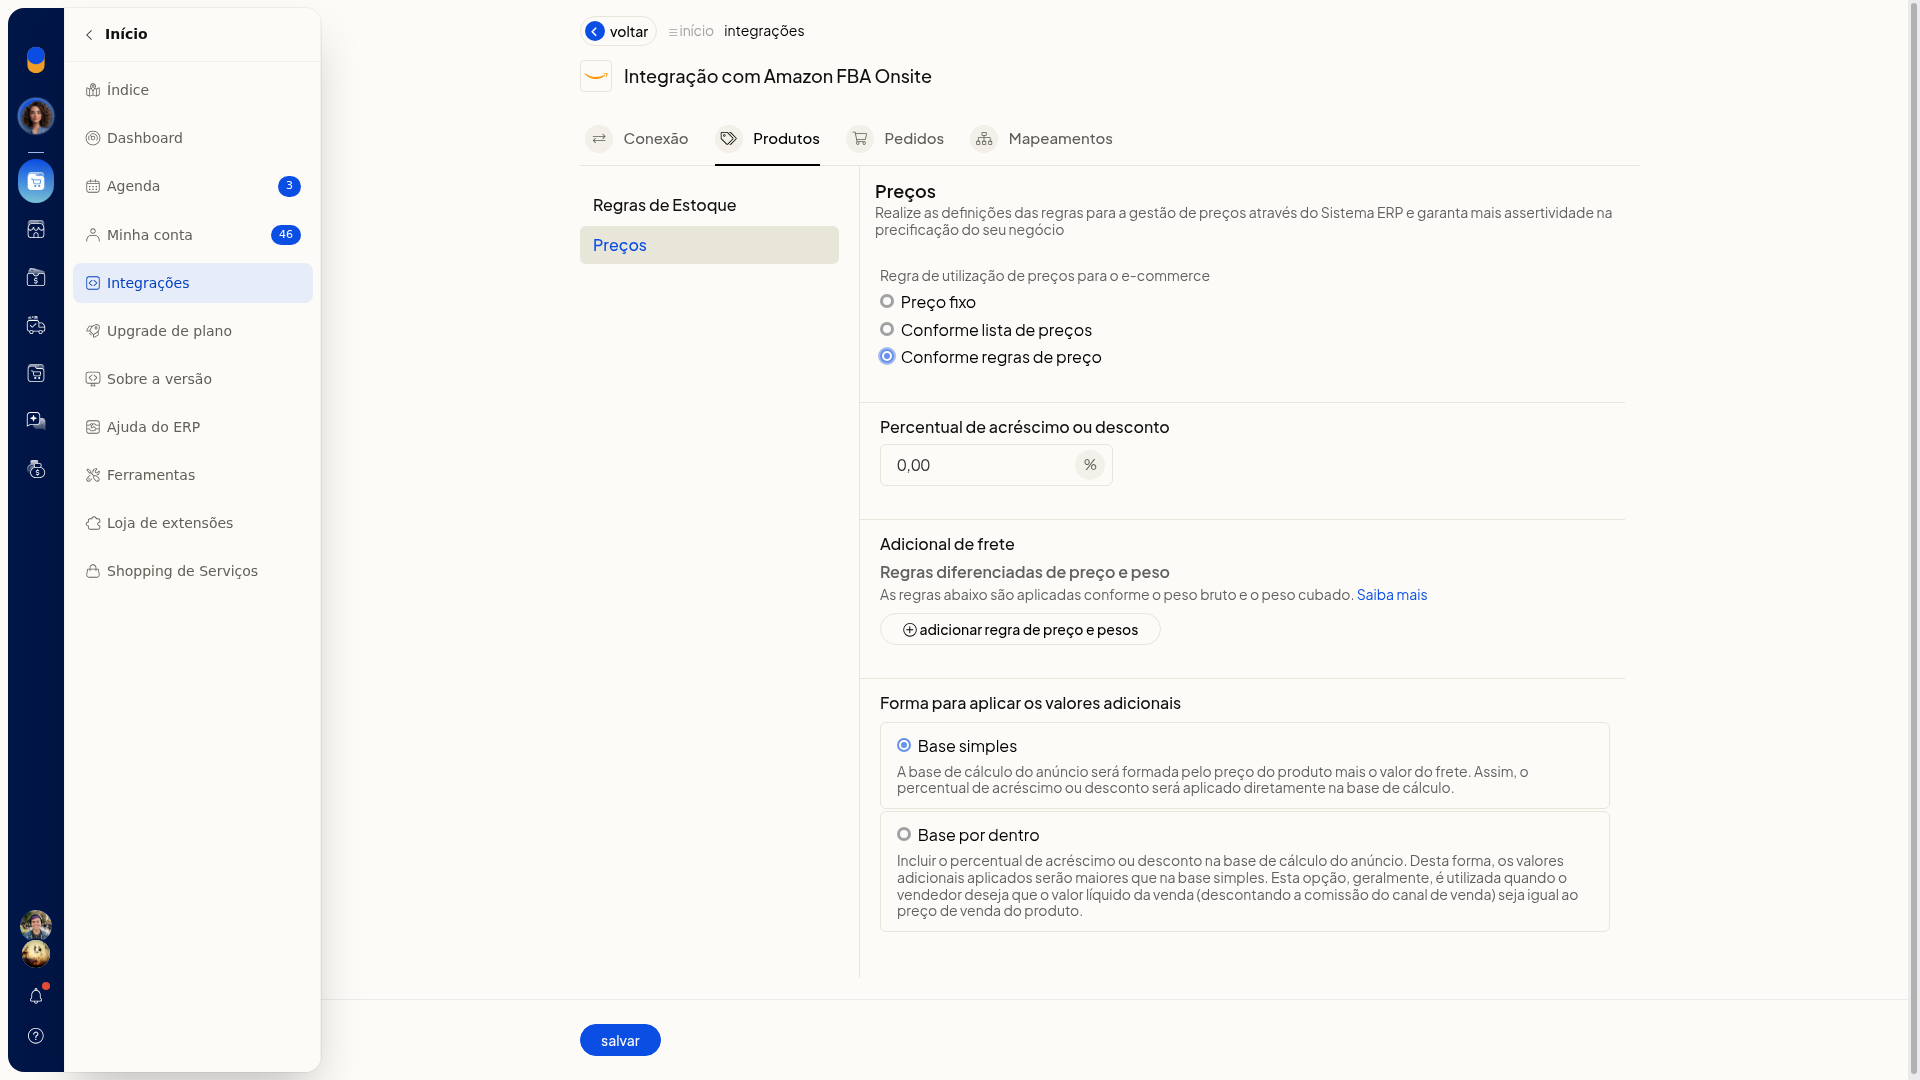 Início
Índice
Dashboard
Agenda
3
Minha conta
46
Integrações
Upgrade de plano
Sobre a versão
Ajuda do ERP
Ferramentas
Loja de extensões
Shopping de Serviços
voltar
início
integrações
Integração com Amazon FBA Onsite
Conexão
Produtos
Pedidos
Mapeamentos
Regras de Estoque
Preços
Preços
Realize as definições das regras para a gestão de preços através do Sistema ERP e garanta mais assertividade na
precificação do seu negócio
Regra de utilização de preços para o e-commerce
Preço fixo
Conforme lista de preços
Conforme regras de preço
Percentual de acréscimo ou desconto
0,00 %
Adicional de frete
Regras diferenciadas de preço e peso
As regras abaixo são aplicadas conforme o peso bruto e o peso cubado. Saiba mais
adicionar regra de preço e pesos
Forma para aplicar os valores adicionais
Base simples
A base de cálculo do anúncio será formada pelo preço do produto mais o valor do frete. Assim, o
percentual de acréscimo ou desconto será aplicado diretamente na base de cálculo.
Base por dentro
Incluir o percentual de acréscimo ou desconto na base de cálculo do anúncio. Desta forma, os valores
adicionais aplicados serão maiores que na base simples. Esta opção, geralmente, é utilizada quando o
vendedor deseja que o valor líquido da venda (descontando a comissão do canal de venda) seja igual ao
preço de venda do produto.
salvar